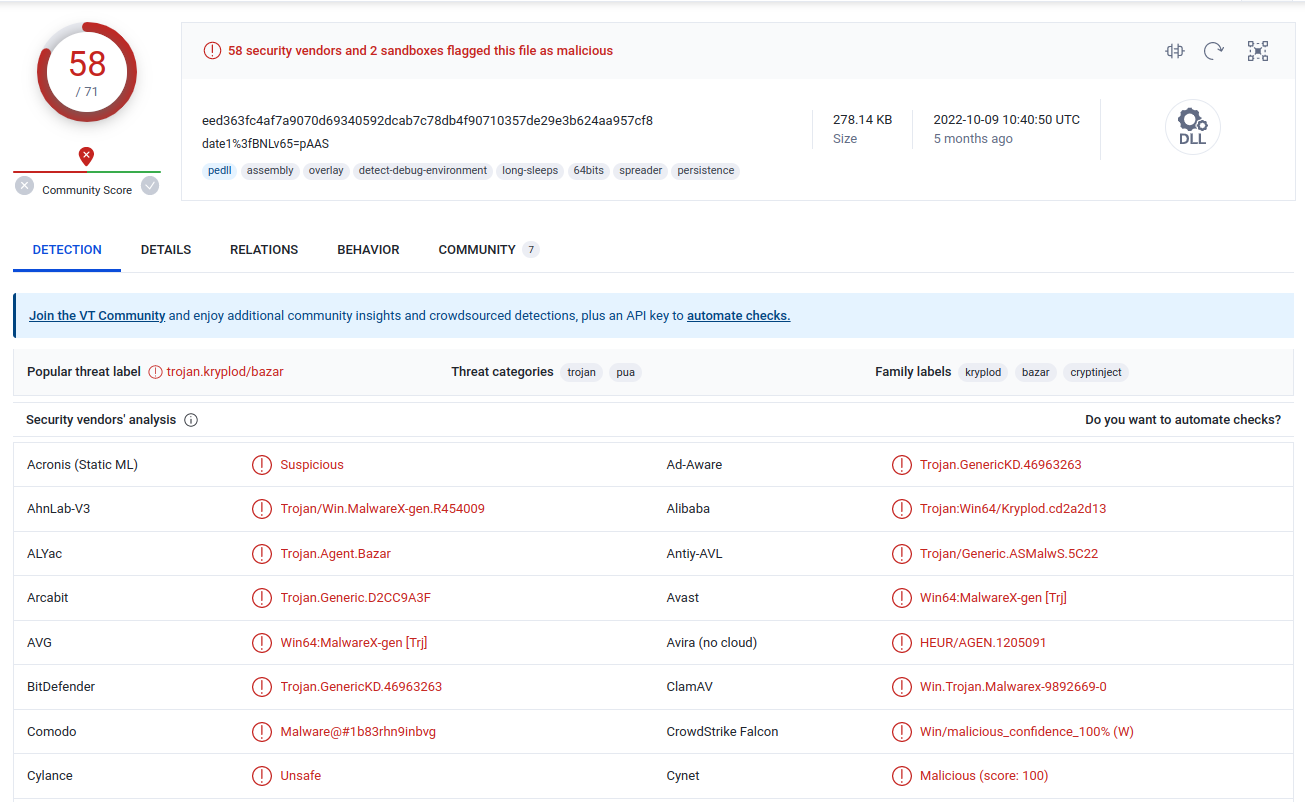 58
/ 71
Community Score
58 security vendors and 2 sandboxes flagged this file as malicious
eed363fc4af7a9070d69340592dcab7c78db4f90710357de29e3b624aa957cf8
date1%3fBNLv65=pAAS
pedll assembly overlay detect-debug-environment long-sleeps 64bits spreader persistence
278.14 KB
Size
2022-10-09 10:40:50 UTC
5 months ago
DLL
DETECTION DETAILS RELATIONS BEHAVIOR COMMUNITY 7
Join the VT Community and enjoy additional community insights and crowdsourced detections, plus an API key to automate checks.
Popular threat label trojan.kryplod/bazar Threat categories trojan pua Family labels kryplod bazar cryptinject
Security vendors' analysis Do you want to automate checks?
Acronis (Static ML) Suspicious Ad-Aware Trojan.GenericKD.46963263
AhnLab-V3 Trojan/Win.MalwareX-gen.R454009 Alibaba Trojan:Win64/Kryplod.cd2a2d13
ALYac Trojan.Agent.Bazar Antiy-AVL Trojan/Generic.ASMalwS.5C22
Arcabit Trojan.Generic.D2CC9A3F Avast Win64:MalwareX-gen [Trj]
AVG Win64:MalwareX-gen [Trj] Avira (no cloud) HEUR/AGEN.1205091
BitDefender Trojan.GenericKD.46963263 ClamAV Win.Trojan.Malwarex-9892669-0
Comodo Malware@#1b83rhn9inbvg CrowdStrike Falcon Win/malicious_confidence_100% (W)
Cylance Unsafe Cynet Malicious (score: 100)